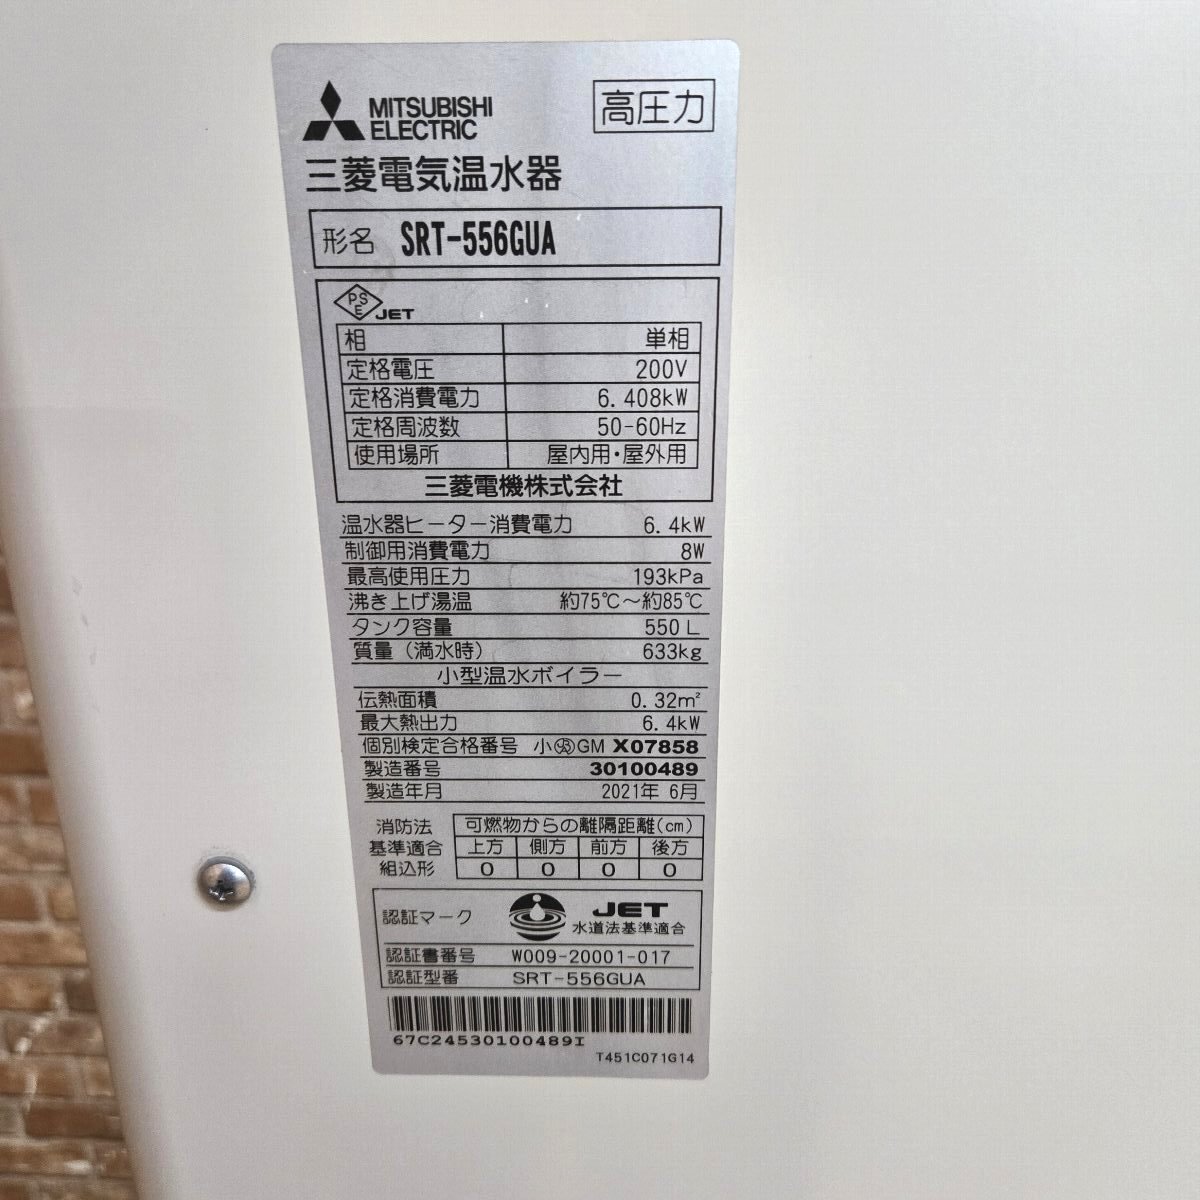 MITSUBISHI
ELECTRIC
高圧力
三菱電気温水器
形名 SRT-556GUA
PSE JET
相 単相
定格電圧 200V
定格消費電力 6.408kW
定格周波数 50-60Hz
使用場所 屋内用・屋外用
三菱電機株式会社
温水器ヒーター消費電力 6.4kW
制御用消費電力 8W
最高使用圧力 193kPa
沸き上げ湯温 約75℃～約85℃
タンク容量 550L
質量（満水時） 633kg
小型温水ボイラー
伝熱面積 0.32m²
最大熱出力 6.4kW
個別検定合格番号 小 GM X07858
製造番号 30100489
製造年月 2021年 6月
消防法
基準適合
組込形
可燃物からの離隔距離(cm)
上方 側方 前方 後方
0 0 0 0
認証マーク JET
水道法基準適合
認証書番号 W009-20001-017
認証型番 SRT-556GUA
67C24530100489I
T451C071G14